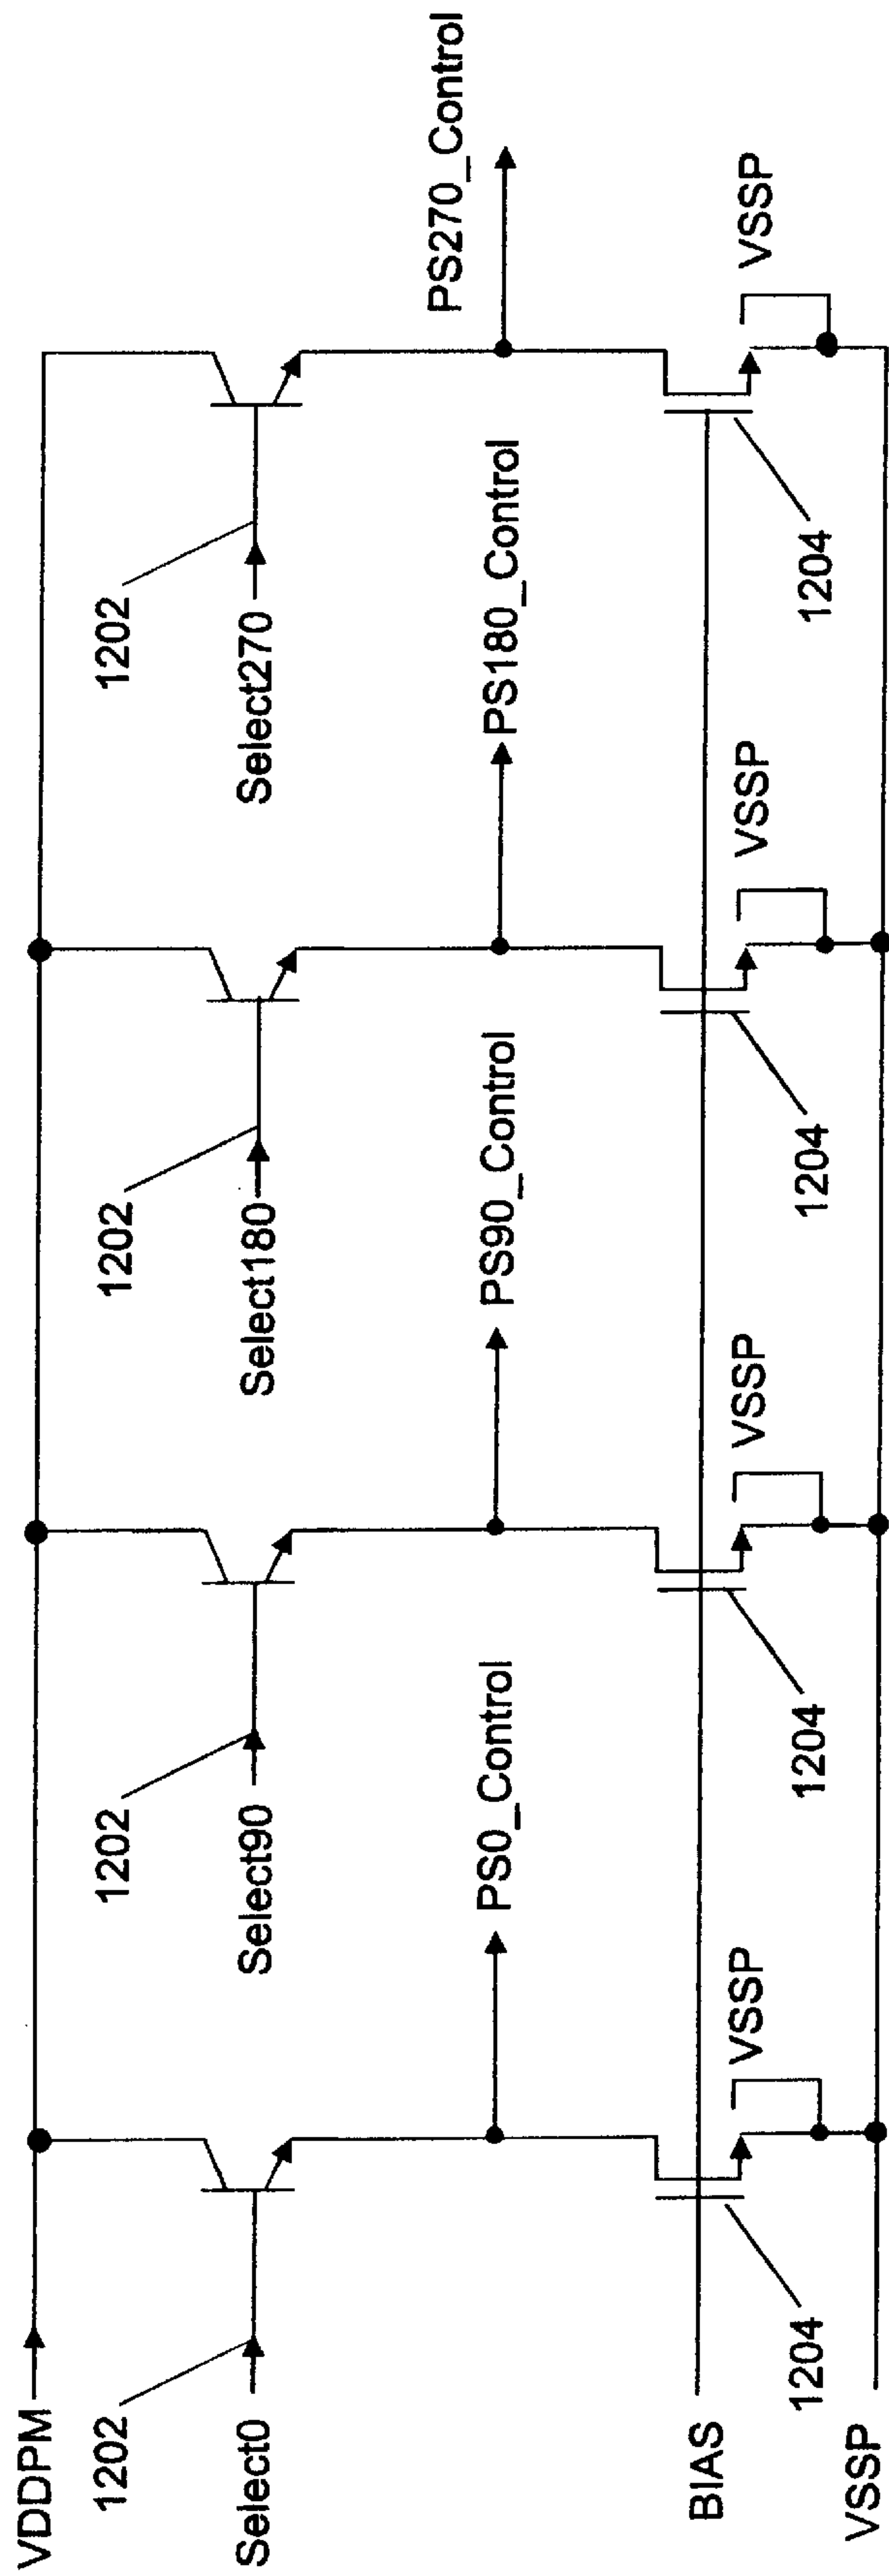 VDDPM
1202
1202
1202
1202
Select0
Select90
Select180
Select270
PS0_Control
PS90_Control
PS180_Control
PS270_Control
BIAS
1204
1204
1204
1204
VSSP
VSSP
VSSP
VSSP
VSSP